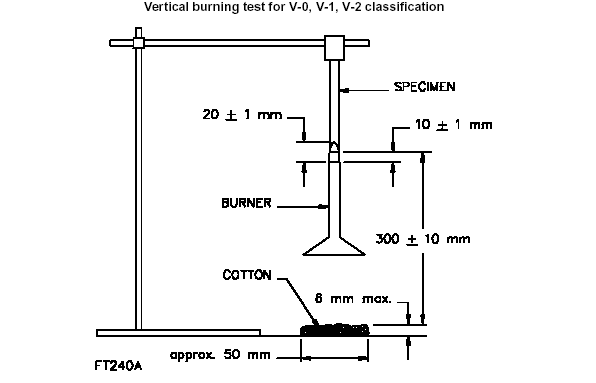 Vertical burning test for V-0, V-1, V-2 classification
SPECIMEN
20 ± 1 mm
10 ± 1 mm
BURNER
300 ± 10 mm
COTTON
6 mm max.
approx. 50 mm
FT240A